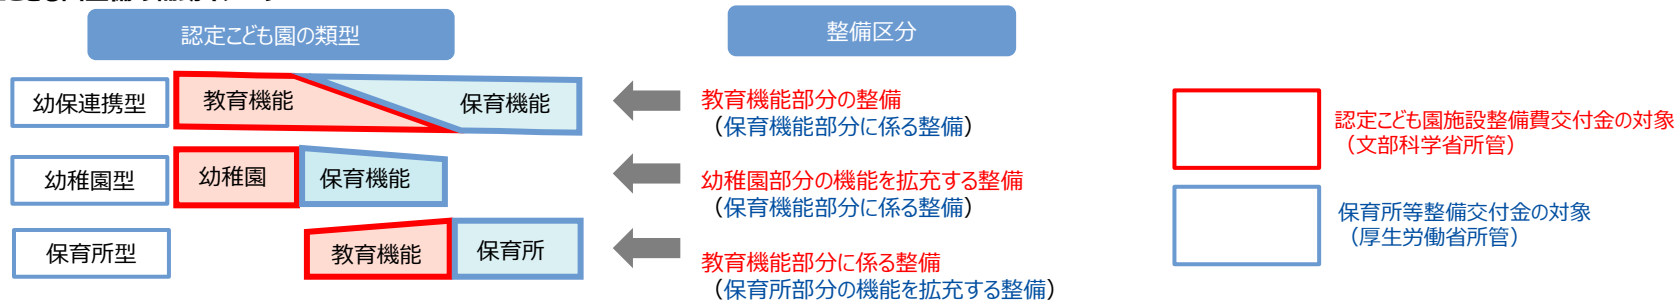 認定こども園の類型
整備区分
幼保連携型
教育機能
保育機能
教育機能部分の整備
（保育機能部分に係る整備）
幼稚園型
幼稚園
保育機能
幼稚園部分の機能を拡充する整備
（保育機能部分に係る整備）
保育所型
教育機能
保育所
教育機能部分に係る整備
（保育所部分の機能を拡充する整備）
認定こども園施設整備費交付金の対象
（文部科学省所管）
保育所等整備交付金の対象
（厚生労働省所管）